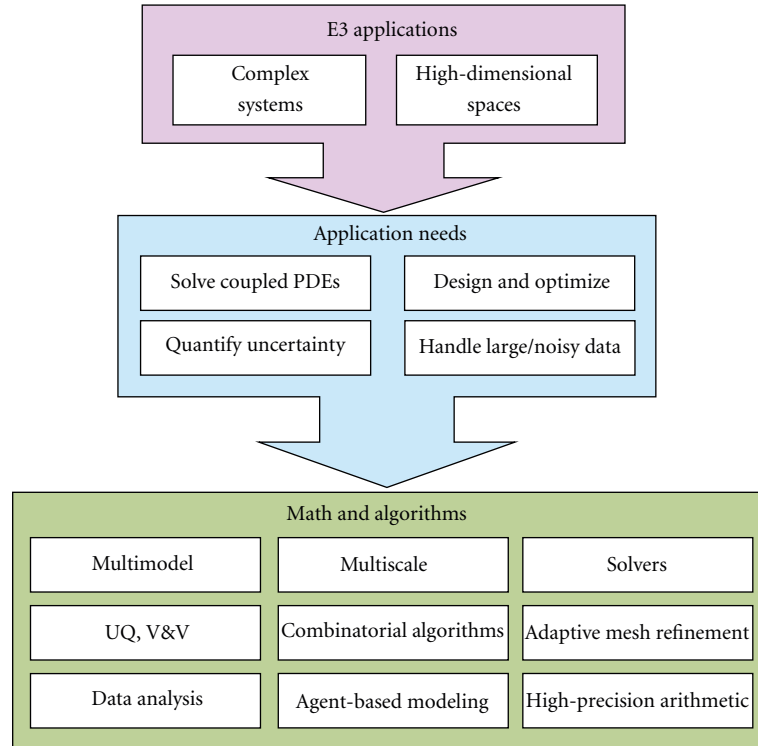 E3 applications
Complex
systems
High-dimensional
spaces
Application needs
Solve coupled PDEs
Design and optimize
Quantify uncertainty
Handle large/noisy data
Math and algorithms
Multimodel
Multiscale
Solvers
UQ, V&V
Combinatorial algorithms
Adaptive mesh refinement
Data analysis
Agent-based modeling
High-precision arithmetic